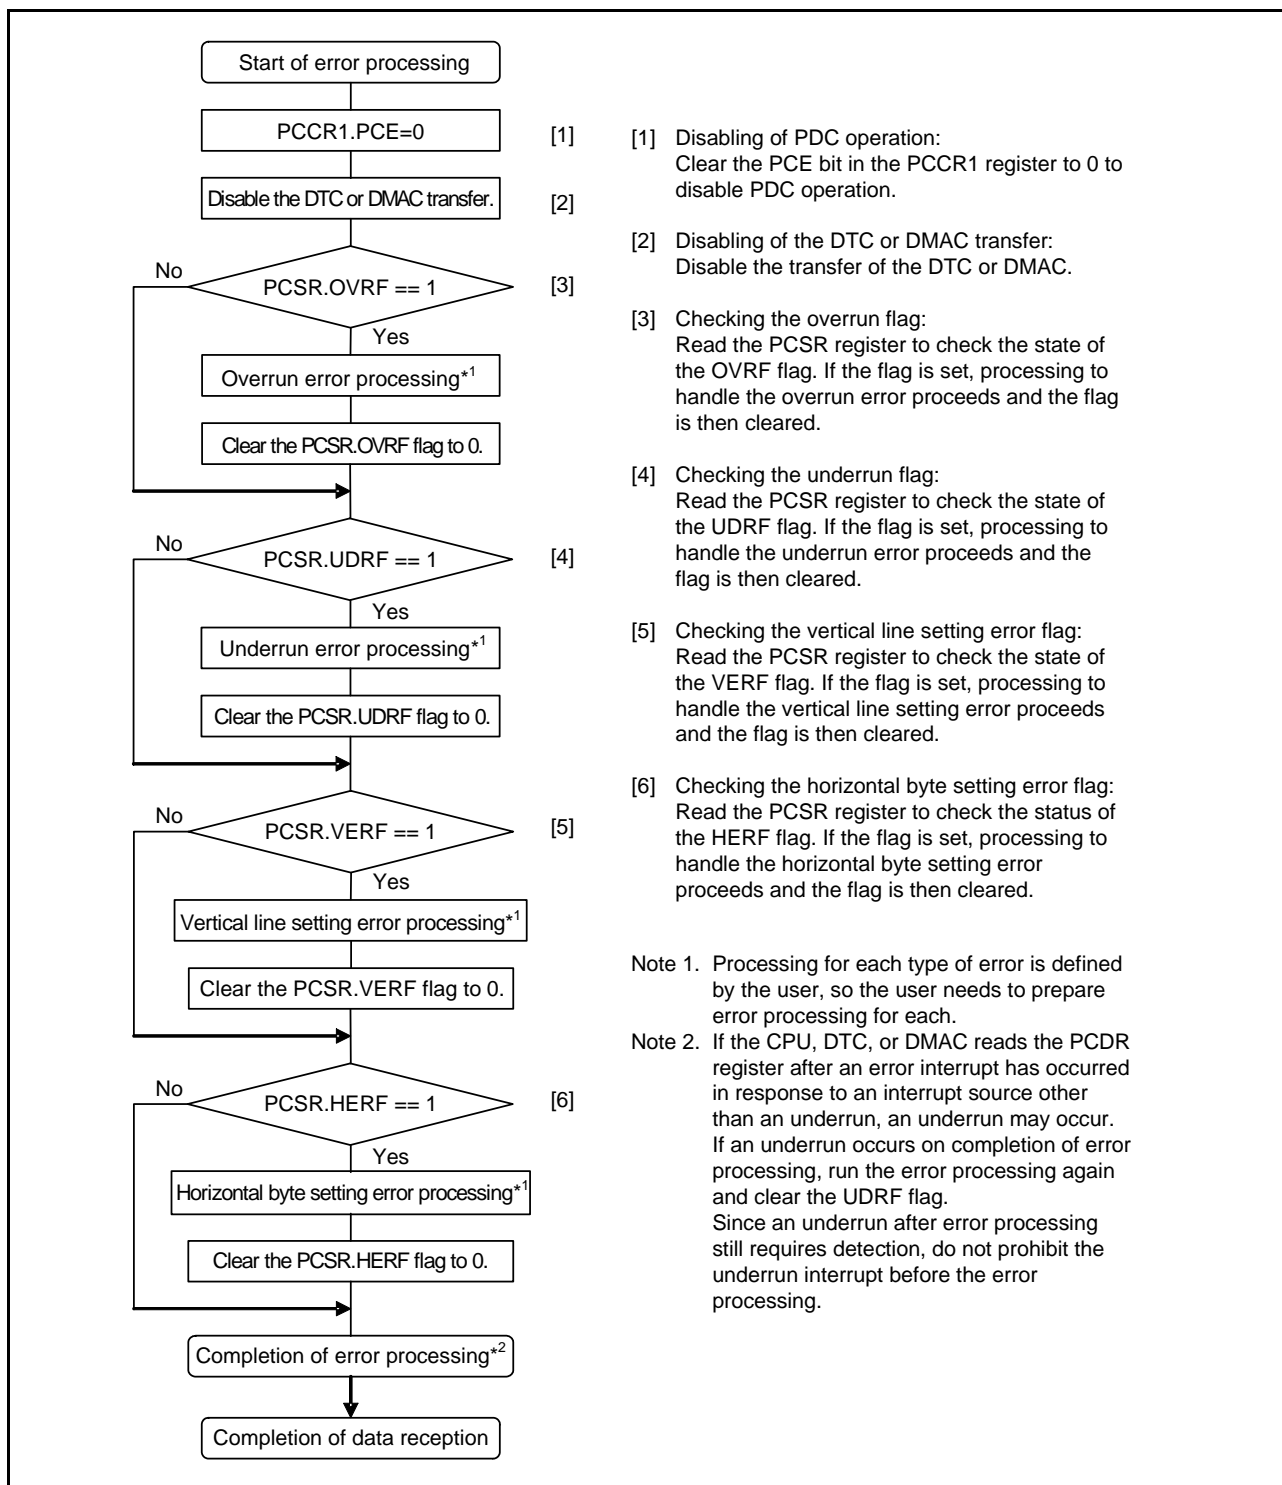 Start of error processing
PCCR1.PCE=0
[1]
Disable the DTC or DMAC transfer.
[2]
No
PCSR.OVRF == 1
[3]
Yes
Overrun error processing*1
Clear the PCSR.OVRF flag to 0.
No
PCSR.UDRF == 1
[4]
Yes
Underrun error processing*1
Clear the PCSR.UDRF flag to 0.
No
PCSR.VERF == 1
[5]
Yes
Vertical line setting error processing*1
Clear the PCSR.VERF flag to 0.
No
PCSR.HERF == 1
[6]
Yes
Horizontal byte setting error processing*1
Clear the PCSR.HERF flag to 0.
Completion of error processing*2
Completion of data reception
[1] Disabling of PDC operation:
Clear the PCE bit in the PCCR1 register to 0 to
disable PDC operation.
[2] Disabling of the DTC or DMAC transfer:
Disable the transfer of the DTC or DMAC.
[3] Checking the overrun flag:
Read the PCSR register to check the state of
the OVRF flag. If the flag is set, processing to
handle the overrun error proceeds and the flag
is then cleared.
[4] Checking the underrun flag:
Read the PCSR register to check the state of
the UDRF flag. If the flag is set, processing to
handle the underrun error proceeds and the
flag is then cleared.
[5] Checking the vertical line setting error flag:
Read the PCSR register to check the state of
the VERF flag. If the flag is set, processing to
handle the vertical line setting error proceeds
and the flag is then cleared.
[6] Checking the horizontal byte setting error flag:
Read the PCSR register to check the status of
the HERF flag. If the flag is set, processing to
handle the horizontal byte setting error
proceeds and the flag is then cleared.
Note 1. Processing for each type of error is defined
by the user, so the user needs to prepare
error processing for each.
Note 2. If the CPU, DTC, or DMAC reads the PCDR
register after an error interrupt has occurred
in response to an interrupt source other
than an underrun, an underrun may occur.
If an underrun occurs on completion of error
processing, run the error processing again
and clear the UDRF flag.
Since an underrun after error processing
still requires detection, do not prohibit the
underrun interrupt before the error
processing.